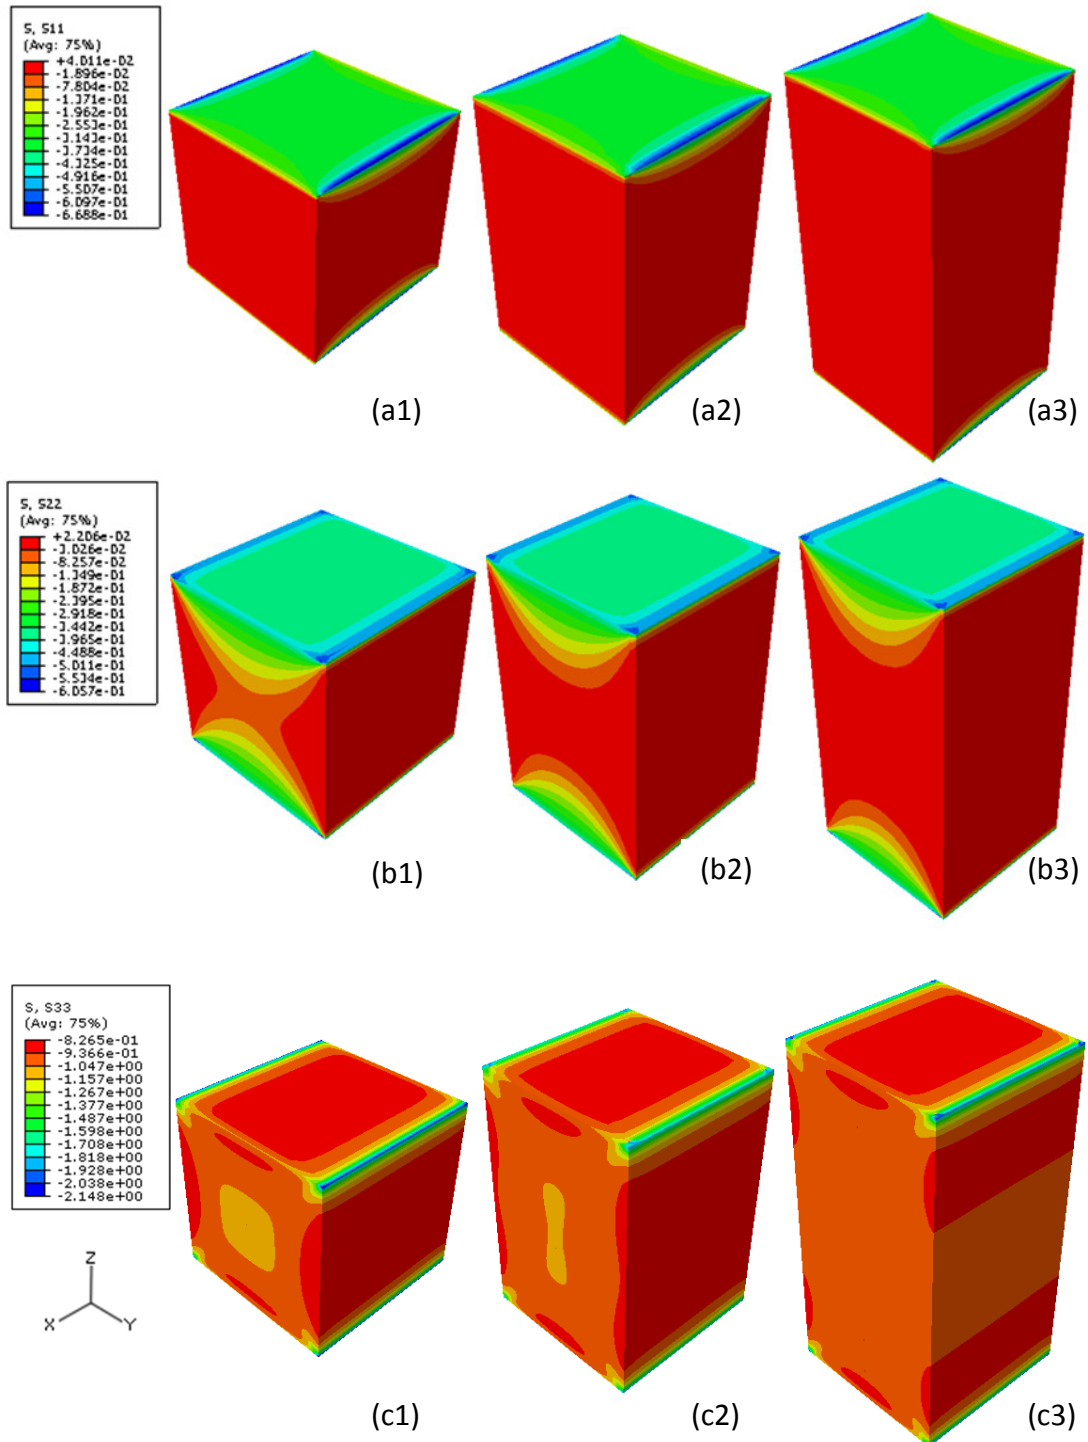 S, S11
(Avg: 75%)
+4.011e-02
-1.896e-02
-7.804e-02
-1.371e-01
-1.962e-01
-2.553e-01
-3.143e-01
-3.734e-01
-4.325e-01
-4.916e-01
-5.507e-01
-6.097e-01
-6.688e-01
(a1)
(a2)
(a3)
S, S22
(Avg: 75%)
+2.206e-02
-3.026e-02
-8.257e-02
-1.349e-01
-1.872e-01
-2.395e-01
-2.918e-01
-3.442e-01
-3.965e-01
-4.488e-01
-5.011e-01
-5.534e-01
-6.057e-01
(b1)
(b2)
(b3)
S, S33
(Avg: 75%)
-8.265e-01
-9.366e-01
-1.047e+00
-1.157e+00
-1.267e+00
-1.377e+00
-1.487e+00
-1.598e+00
-1.708e+00
-1.818e+00
-1.928e+00
-2.038e+00
-2.148e+00
Z
X
Y
(c1)
(c2)
(c3)